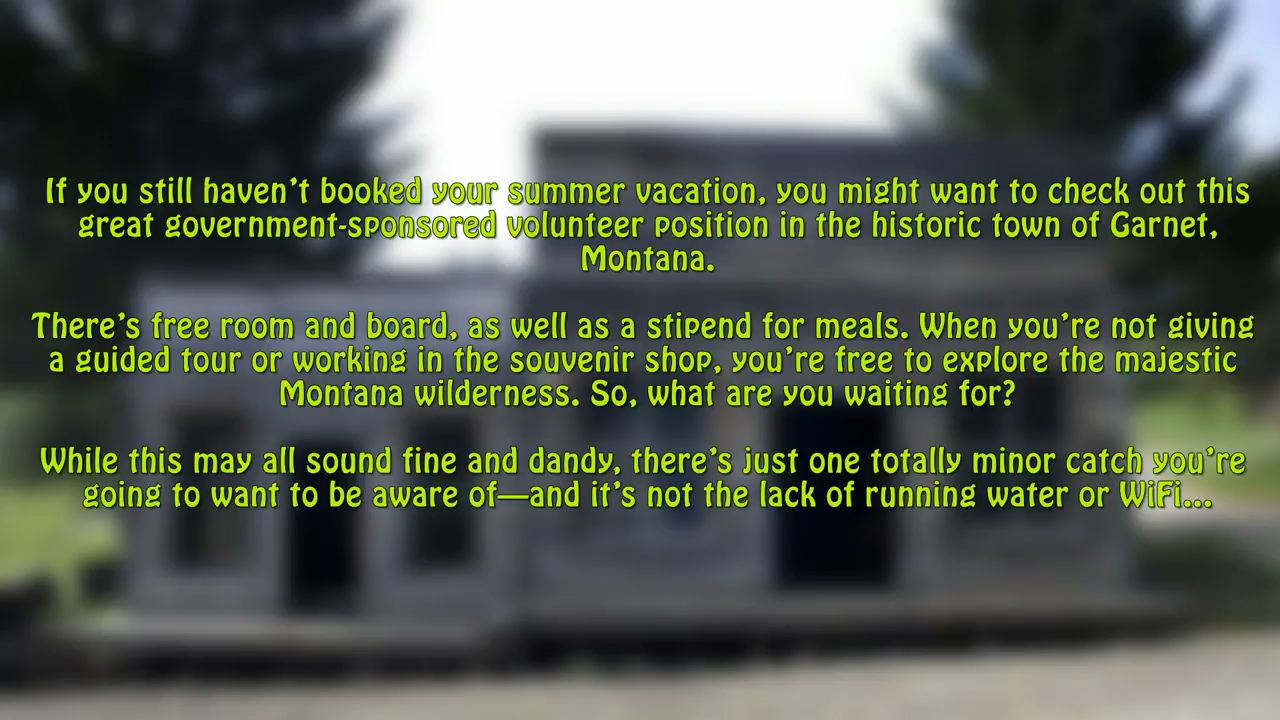 If you still haven't booked your summer vacation, you might want to check out this
great government-sponsored volunteer position in the historic town of Garnet,
Montana.
There's free room and board, as well as a stipend for meals. When you're not giving
a guided tour or working in the souvenir shop, you're free to explore the majestic
Montana wilderness. So, what are you waiting for?
While this may all sound fine and dandy, there's just one totally minor catch you're
going to want to be aware of—and it's not the lack of running water or WiFi...